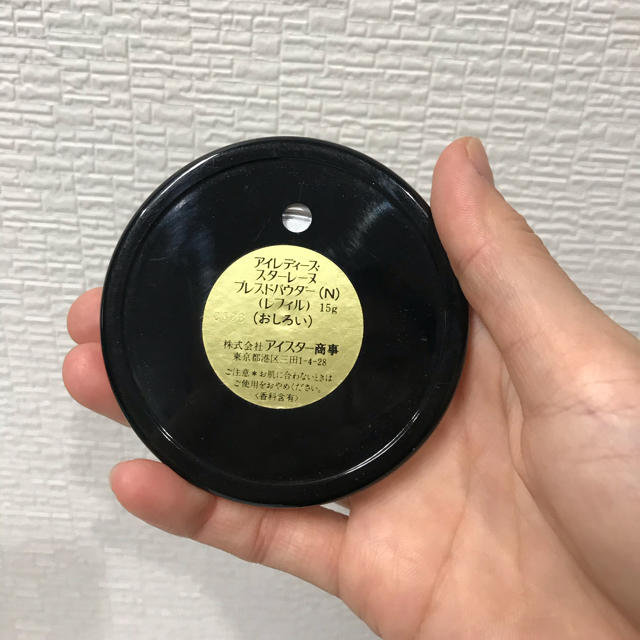 アイレディース
スターレーヌ
プレストパウダー(N)
(レフィル) 15g
(おしろい)
株式会社 アイスター商事
東京都港区三田1-4-28
ご注意＊お肌に合わないときは
ご使用をおやめください。
〈香料含有〉